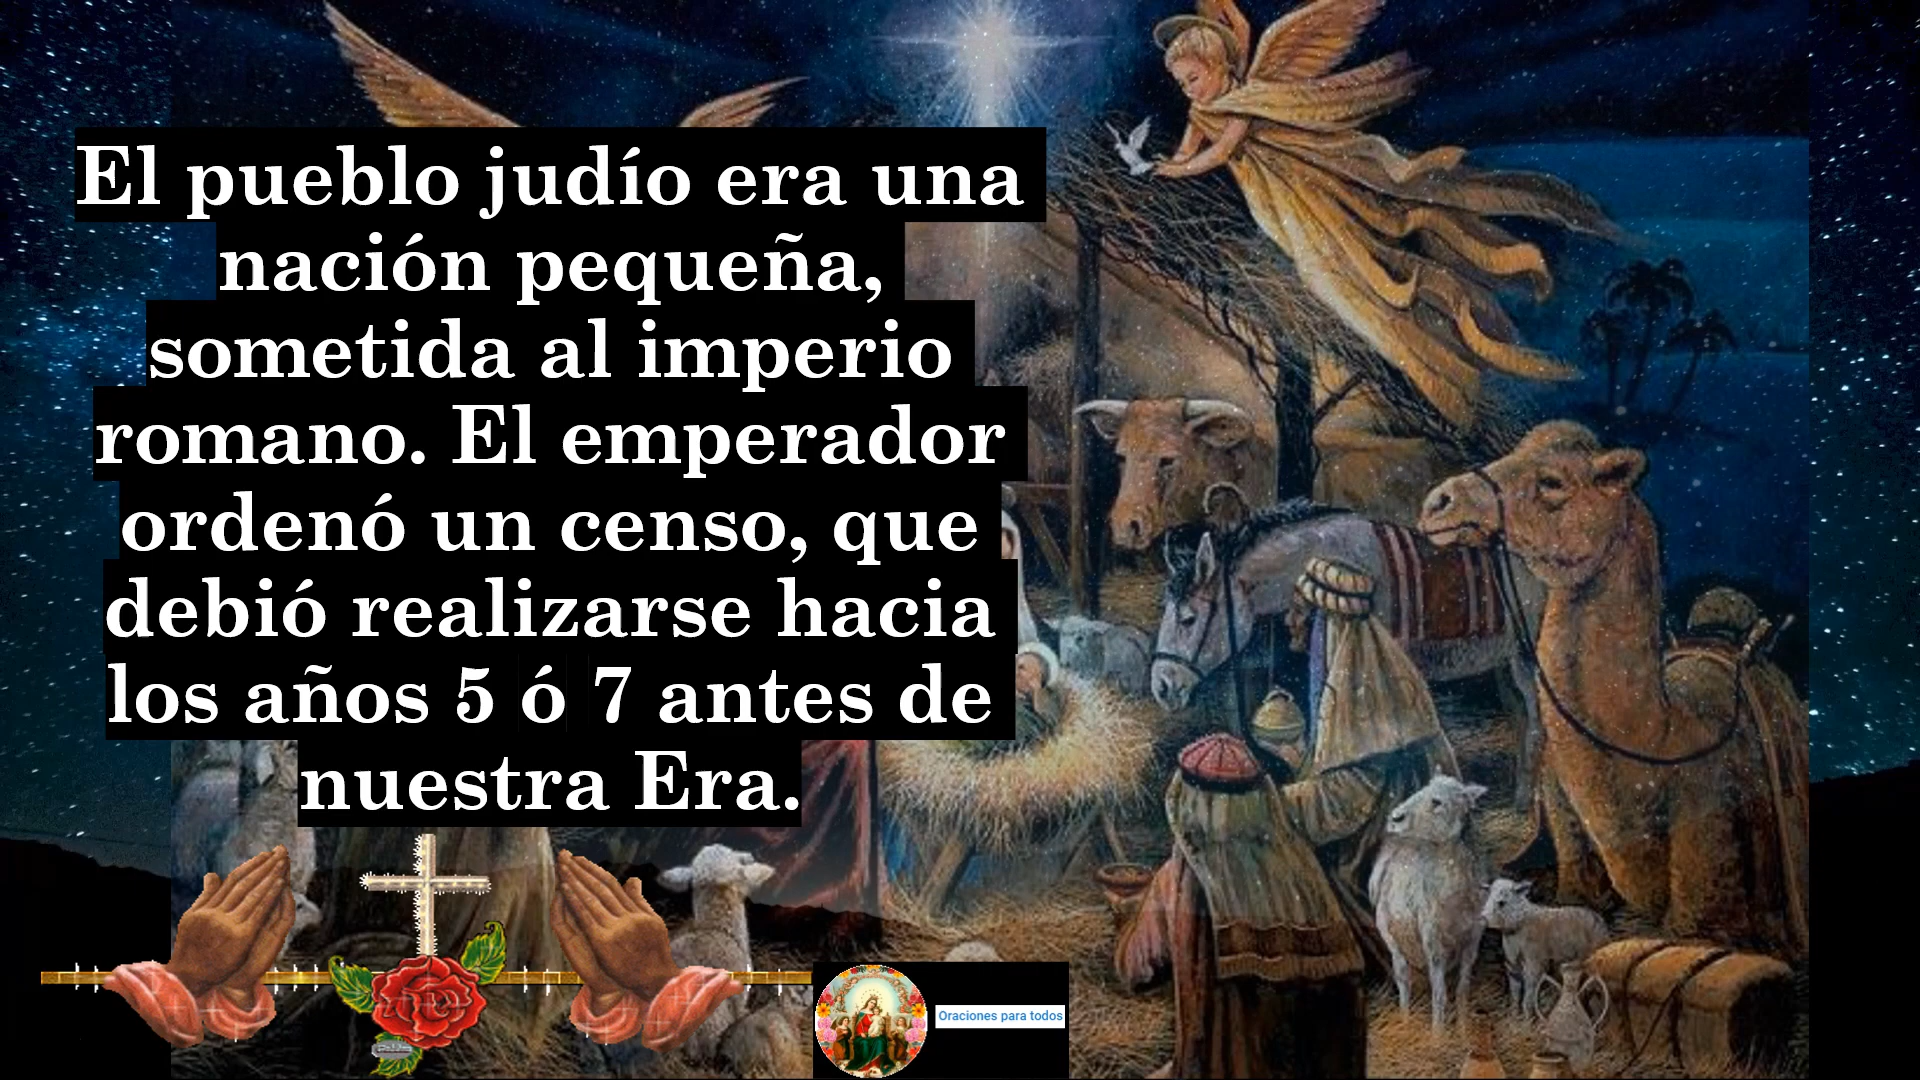 El pueblo judío era una
nación pequeña,
sometida al imperio
romano. El emperador
ordenó un censo, que
debió realizarse hacia
los años 5 ó 7 antes de
nuestra Era.
Oraciones para todos